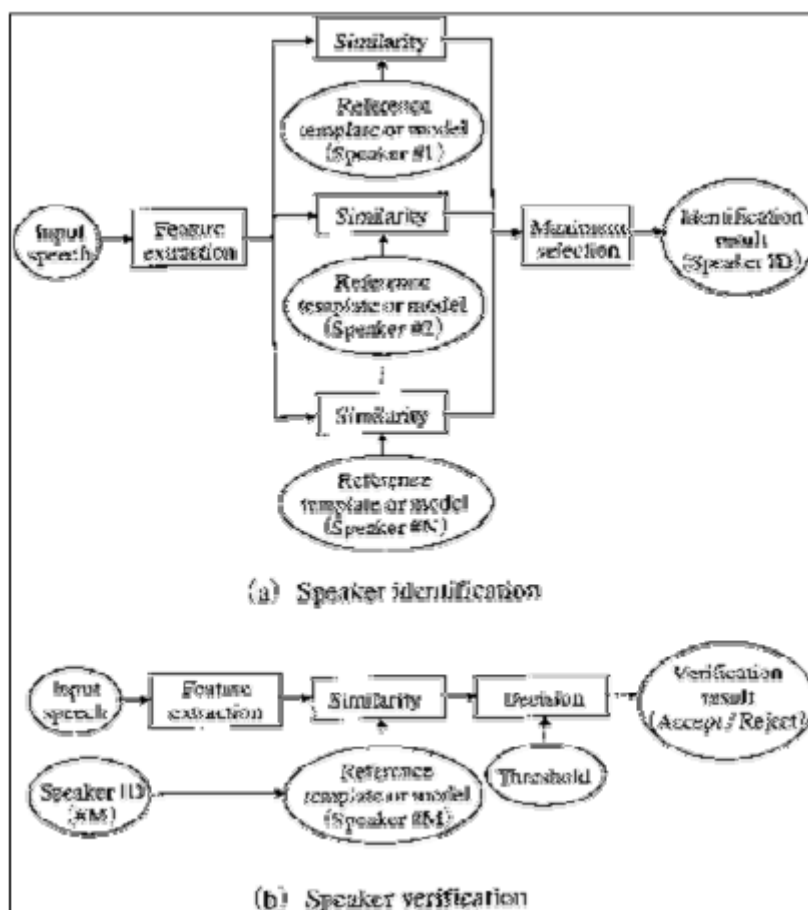 Similarity
Reference
template or model
(Speaker #1)
Input
speech
Feature
extraction
Similarity
Maximum
selection
Identification
result
(Speaker ID)
Reference
template or model
(Speaker #2)
Similarity
Reference
template or model
(Speaker #N)
(a) Speaker identification
Input
speech
Feature
extraction
Similarity
Decision
Verification
result
(Accept / Reject)
Speaker ID
(#M)
Reference
template or model
(Speaker #M)
Threshold
(b) Speaker verification